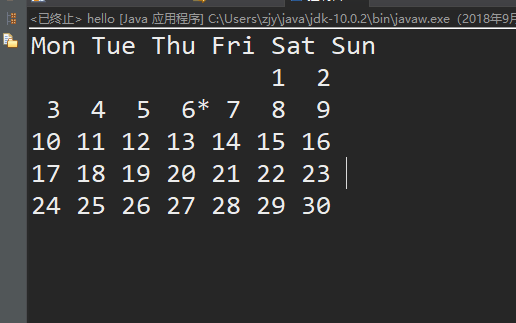 <已终止> hello [Java 应用程序] C:\Users\zjy\java\jdk-10.0.2\bin\javaw.exe（2018年9月
Mon Tue Thu Fri Sat Sun
1 2
3 4 5 6* 7 8 9
10 11 12 13 14 15 16
17 18 19 20 21 22 23
24 25 26 27 28 29 30